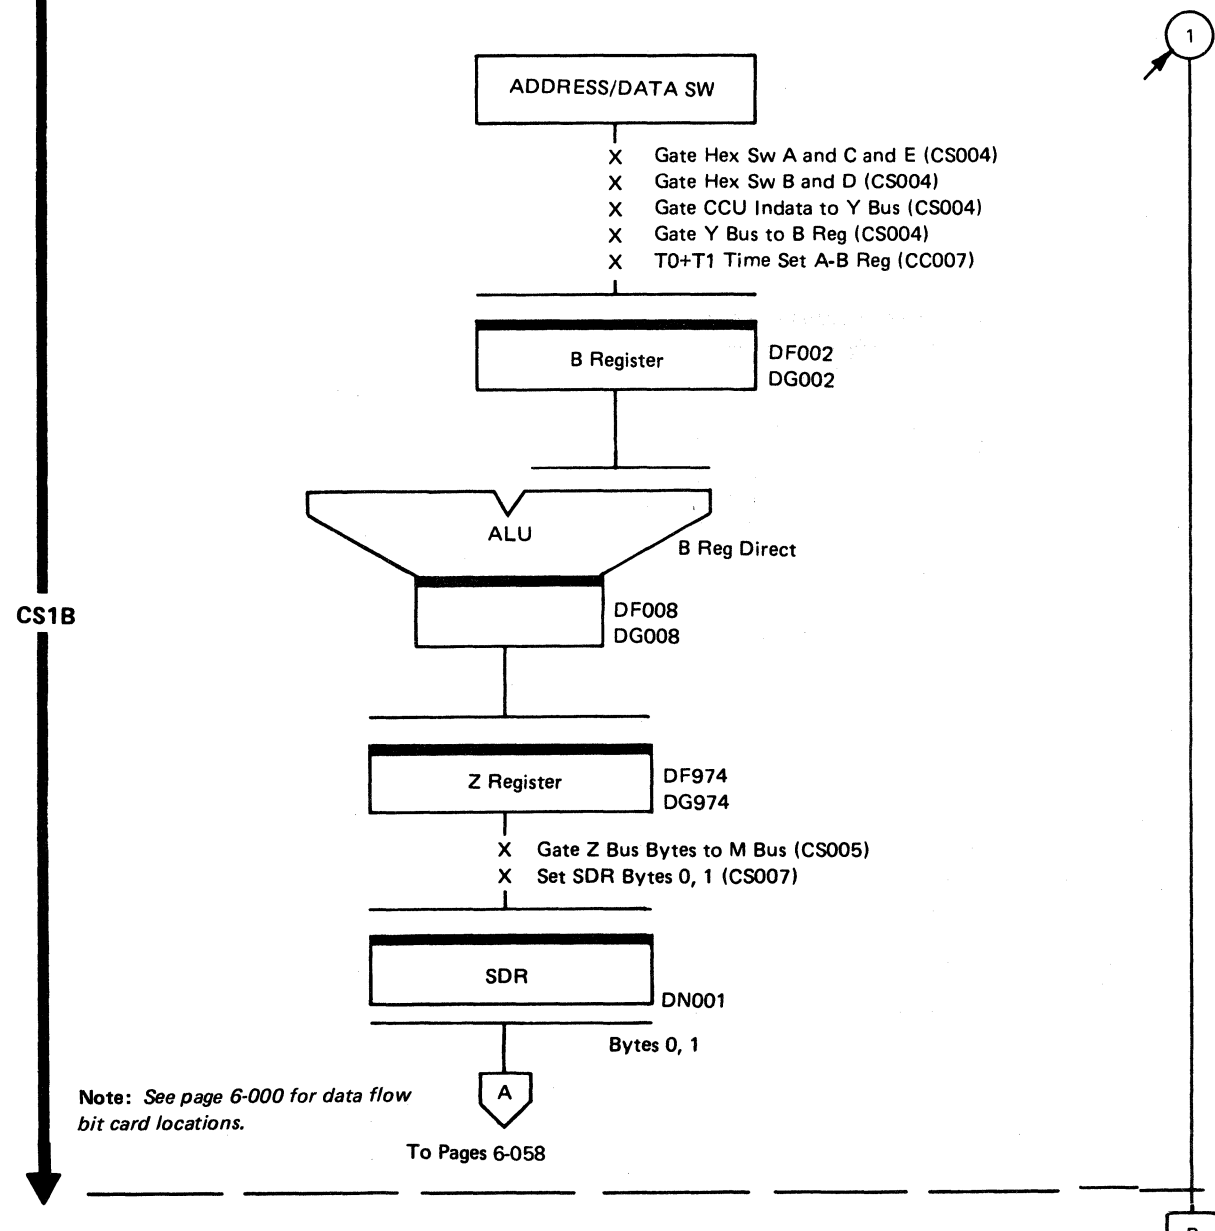 1
ADDRESS/DATA SW
X Gate Hex Sw A and C and E (CS004)
X Gate Hex Sw B and D (CS004)
X Gate CCU Indata to Y Bus (CS004)
X Gate Y Bus to B Reg (CS004)
X T0+T1 Time Set A-B Reg (CC007)
B Register
DF002
DG002
ALU
B Reg Direct
CS1B
DF008
DG008
Z Register
DF974
DG974
X Gate Z Bus Bytes to M Bus (CS005)
X Set SDR Bytes 0, 1 (CS007)
SDR
DN001
Bytes 0, 1
A
Note: See page 6-000 for data flow
bit card locations.
To Pages 6-058